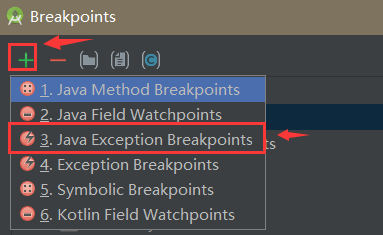 Breakpoints
1. Java Method Breakpoints
2. Java Field Watchpoints
3. Java Exception Breakpoints
4. Exception Breakpoints
5. Symbolic Breakpoints
6. Kotlin Field Watchpoints